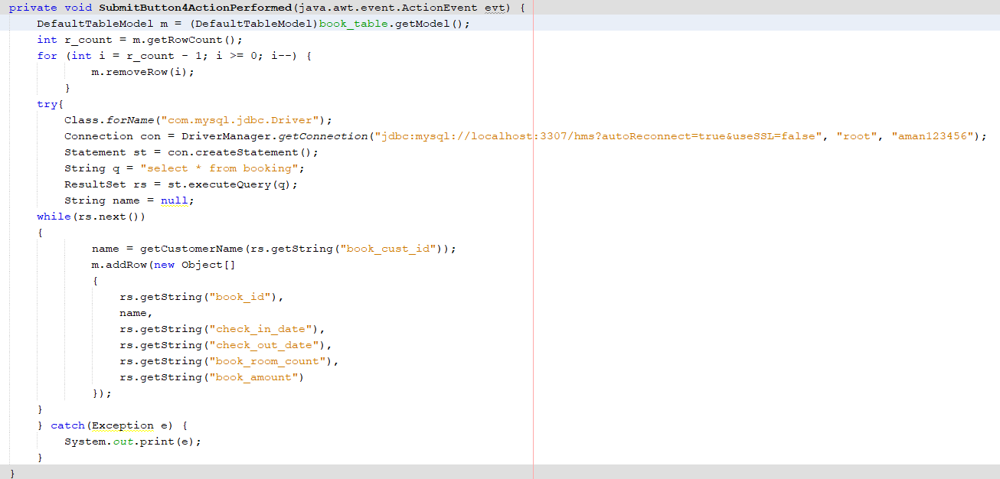 private void SubmitButton4ActionPerformed(java.awt.event.ActionEvent evt) {
DefaultTableModel m = (DefaultTableModel)book_table.getModel();
int r_count = m.getRowCount();
for (int i = r_count - 1; i >= 0; i--) {
m.removeRow(i);
}
try{
Class.forName("com.mysql.jdbc.Driver");
Connection con = DriverManager.getConnection("jdbc:mysql://localhost:3307/hms?autoReconnect=true&useSSL=false", "root", "aman123456");
Statement st = con.createStatement();
String q = "select * from booking";
ResultSet rs = st.executeQuery(q);
String name = null;
while(rs.next())
{
name = getCustomerName(rs.getString("book_cust_id"));
m.addRow(new Object[]
{
rs.getString("book_id"),
name,
rs.getString("check_in_date"),
rs.getString("check_out_date"),
rs.getString("book_room_count"),
rs.getString("book_amount")
});
}
} catch(Exception e) {
System.out.print(e);
}
}